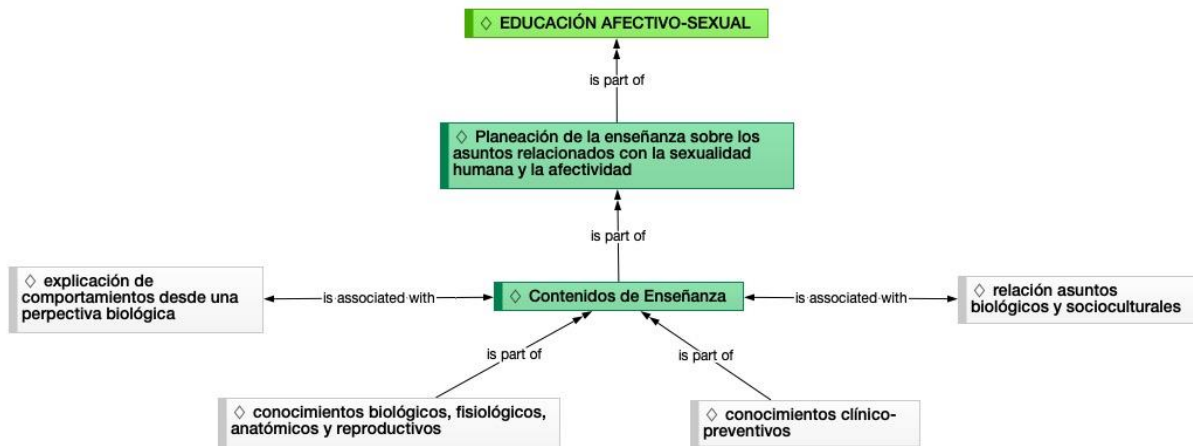 ◇ EDUCACIÓN AFECTIVO-SEXUAL
is part of
◇ Planeación de la enseñanza sobre los
asuntos relacionados con la sexualidad
humana y la afectividad
is part of
◇ explicación de
comportamientos desde una
perpectiva biológica
is associated with
◇ Contenidos de Enseñanza
is associated with
◇ relación asuntos
biológicos y socioculturales
is part of
is part of
◇ conocimientos biológicos, fisiológicos,
anatómicos y reproductivos
◇ conocimientos clínico-
preventivos